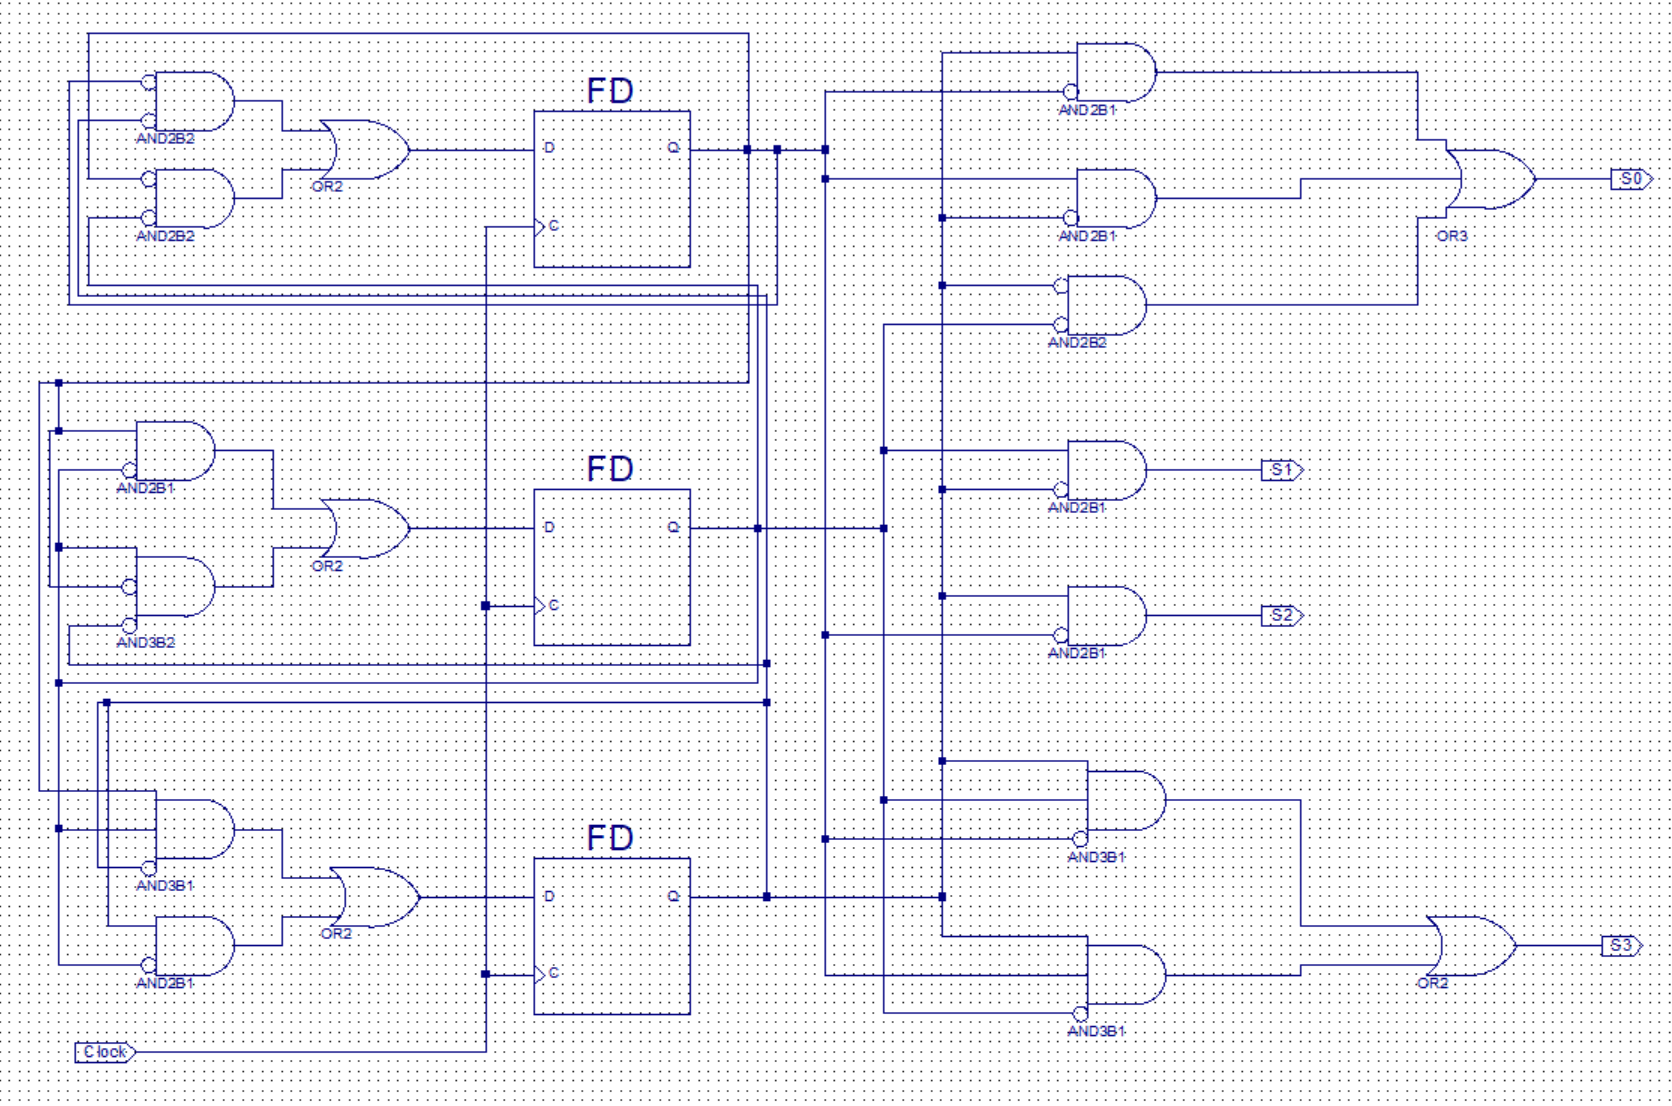 FD
AND2B2
D
Q
OR2
C
AND2B2
AND2B1
S0
AND2B1
OR3
AND2B2
FD
AND2B1
D
Q
OR2
C
AND3B2
S1
AND2B1
S2
AND2B1
FD
AND3B1
D
Q
OR2
C
AND2B1
AND3B1
S3
OR2
AND3B1
Clock